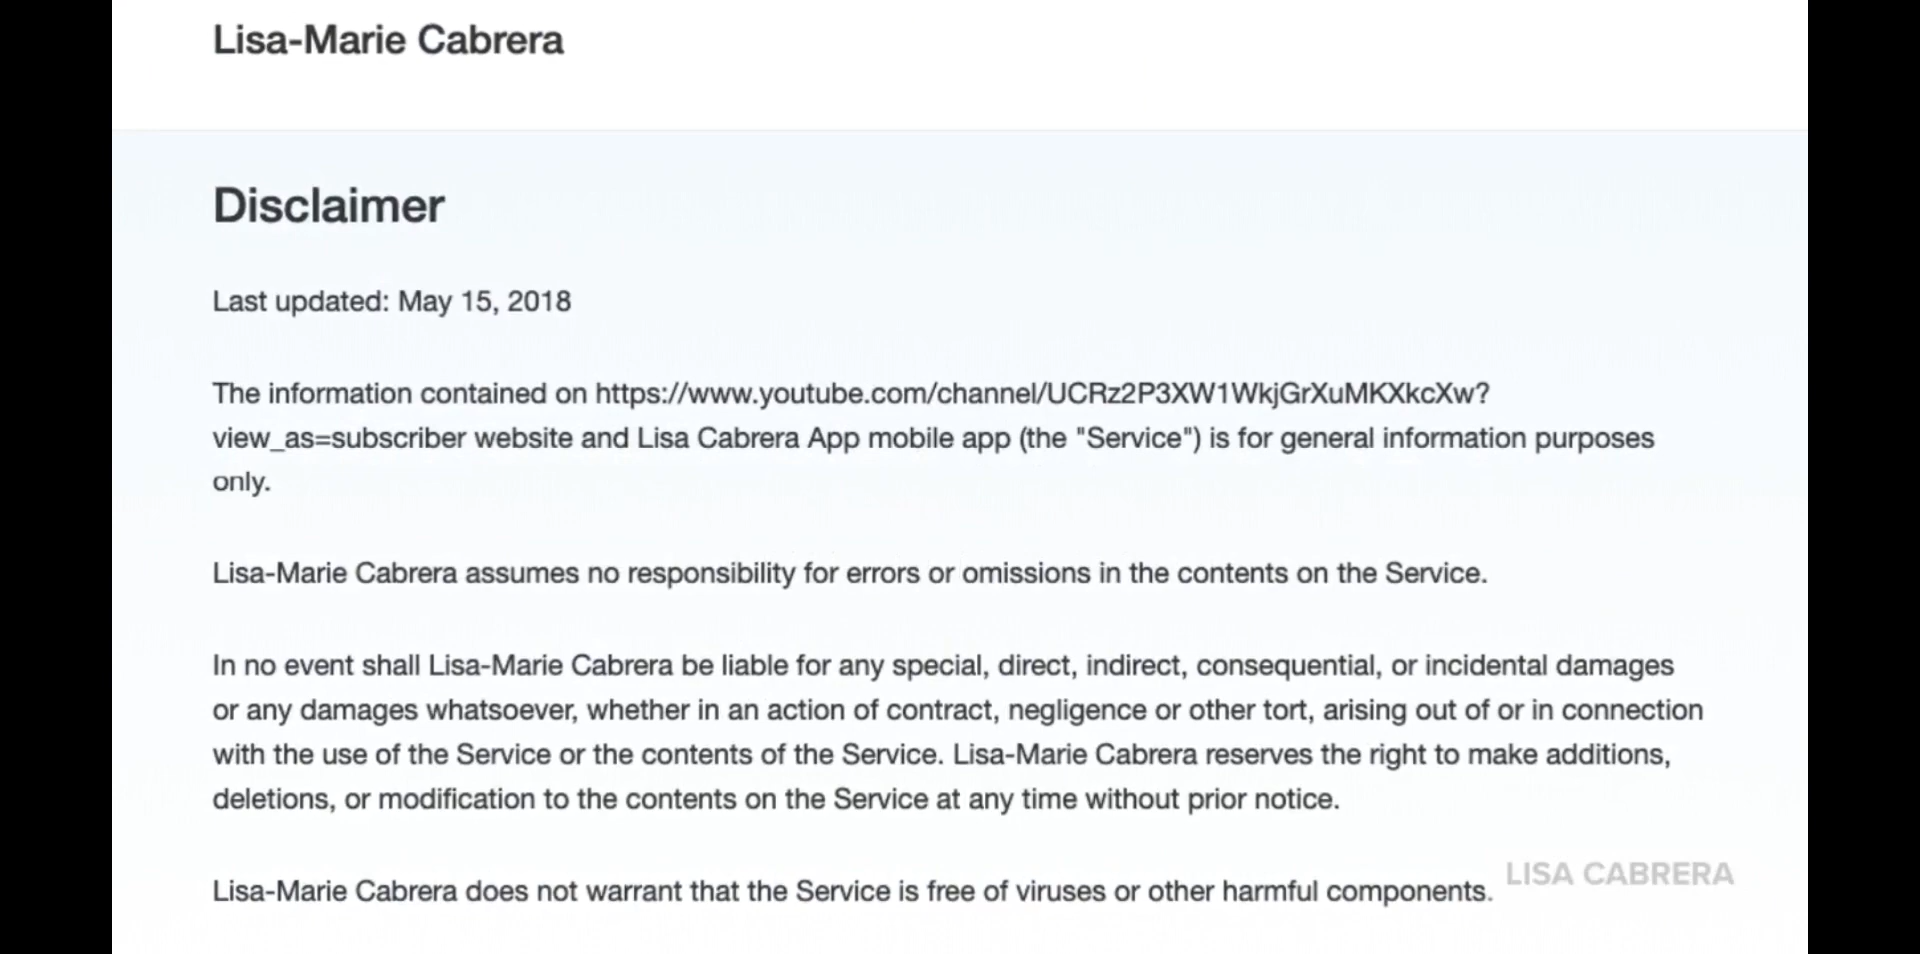 Lisa-Marie Cabrera
Disclaimer
Last updated: May 15, 2018
The information contained on https://www.youtube.com/channel/UCRz2P3XW1WkjGrXuMKXkcXw?
view_as=subscriber website and Lisa Cabrera App mobile app (the "Service") is for general information purposes
only.
Lisa-Marie Cabrera assumes no responsibility for errors or omissions in the contents on the Service.
In no event shall Lisa-Marie Cabrera be liable for any special, direct, indirect, consequential, or incidental damages
or any damages whatsoever, whether in an action of contract, negligence or other tort, arising out of or in connection
with the use of the Service or the contents of the Service. Lisa-Marie Cabrera reserves the right to make additions,
deletions, or modification to the contents on the Service at any time without prior notice.
Lisa-Marie Cabrera does not warrant that the Service is free of viruses or other harmful components.
LISA CABRERA